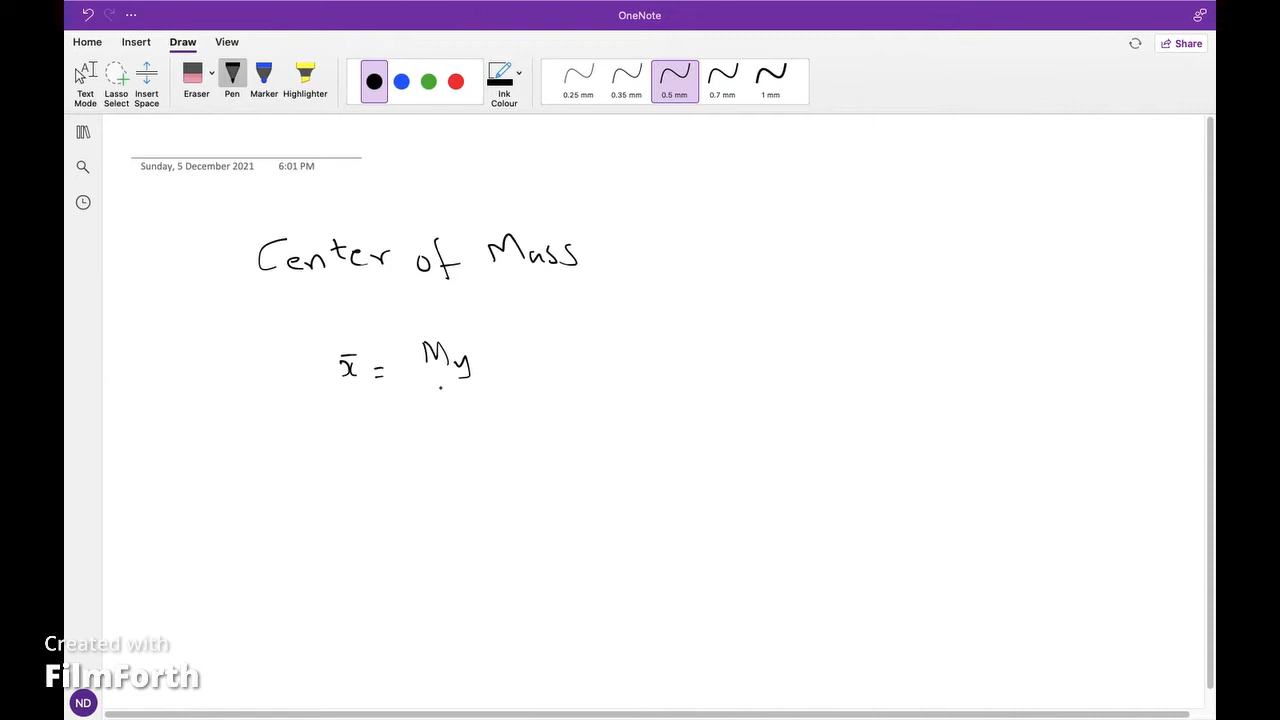 OneNote
Home Insert Draw View
Share
Text Mode
Lasso Select
Insert Space
Eraser
Pen
Marker
Highlighter
Ink Colour
0.25 mm 0.35 mm 0.5 mm 0.7 mm 1 mm
Sunday, 5 December 2021 6:01 PM
Center of Mass
x̄ = My
Created with
FilmForth
ND